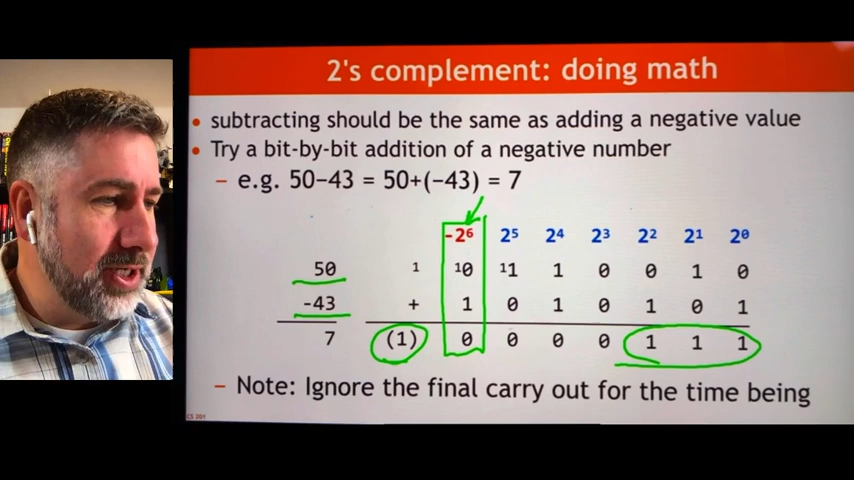 2's complement: doing math
• subtracting should be the same as adding a negative value
• Try a bit-by-bit addition of a negative number
– e.g. 50–43 = 50+(–43) = 7
-2⁶ 2⁵ 2⁴ 2³ 2² 2¹ 2⁰
50 ¹ ¹0 ¹1 1 0 0 1 0
-43 + 1 0 1 0 1 0 1
7 (1) 0 0 0 0 1 1 1
– Note: Ignore the final carry out for the time being
CS 201